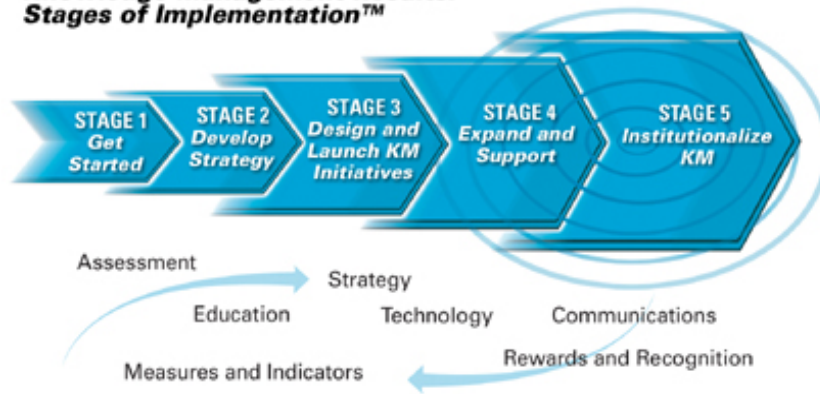 Stages of Implementation™
STAGE 1
Get
Started
STAGE 2
Develop
Strategy
STAGE 3
Design and
Launch KM
Initiatives
STAGE 4
Expand and
Support
STAGE 5
Institutionalize
KM
Assessment
Strategy
Education
Technology
Communications
Measures and Indicators
Rewards and Recognition